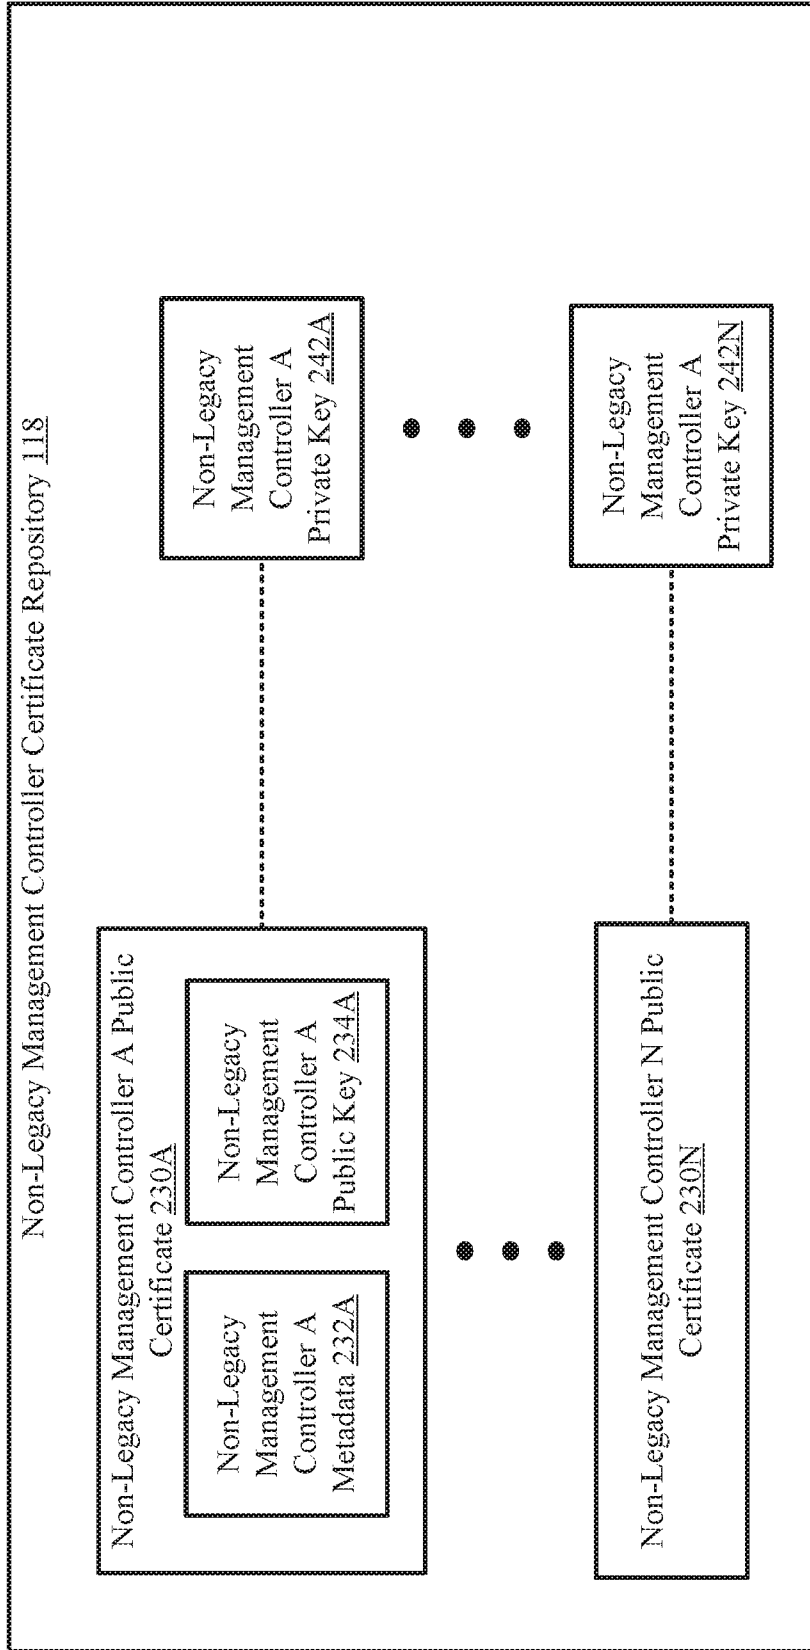 Non-Legacy Management Controller Certificate Repository 118
Non-Legacy Management Controller A Public
Certificate 230A
Non-Legacy
Management
Controller A
Metadata 232A
Non-Legacy
Management
Controller A
Public Key 234A
Non-Legacy
Management
Controller A
Private Key 242A
Non-Legacy Management Controller N Public
Certificate 230N
Non-Legacy
Management
Controller A
Private Key 242N